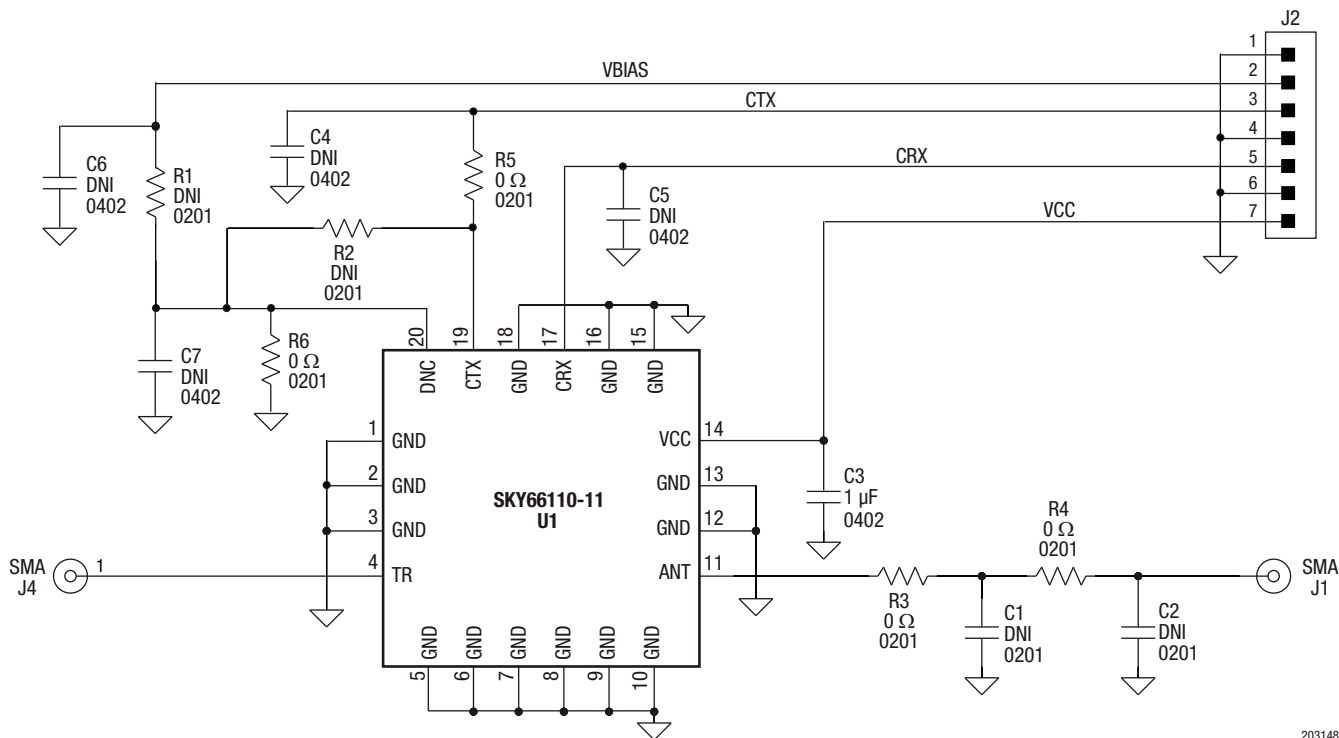 J2
1
VBIAS
2
CTX
3
4
CRX
5
6
VCC
7
C6
DNI
0402
R1
DNI
0201
C4
DNI
0402
R5
0 Ω
0201
C5
DNI
0402
R2
DNI
0201
C7
DNI
0402
R6
0 Ω
0201
20
19
18
17
16
15
DNC
CTX
GND
CRX
GND
GND
1
GND
2
GND
3
GND
4
TR
SKY66110-11
U1
VCC
14
GND
13
GND
12
ANT
11
C3
1 µF
0402
SMA
J4
1
R3
0 Ω
0201
R4
0 Ω
0201
C1
DNI
0201
C2
DNI
0201
SMA
J1
GND
GND
GND
GND
GND
GND
5
6
7
8
9
10
203148